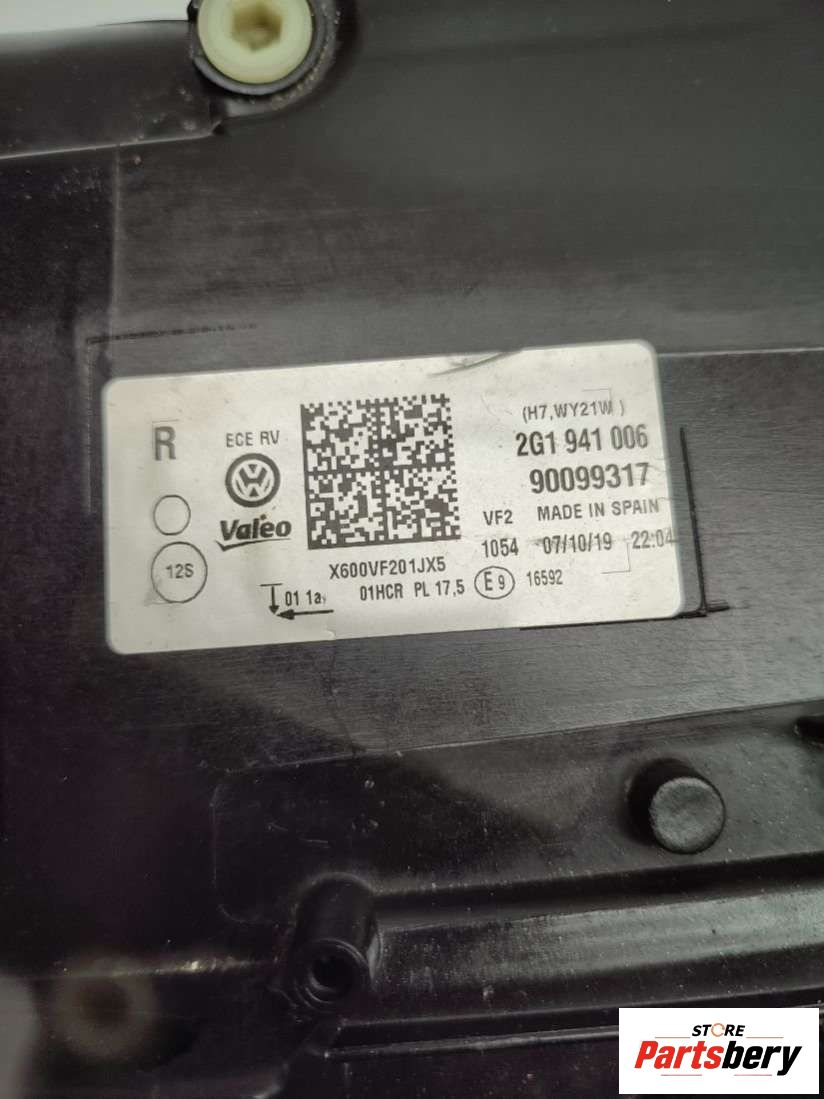 R
ECE RV
Valeo
12S
X600VF201JX5
01 1a
01HCR PL 17,5
(H7,WY21W )
2G1 941 006
90099317
VF2 MADE IN SPAIN
1054 07/10/19 22:04
E9 16592
STORE
Partsbery